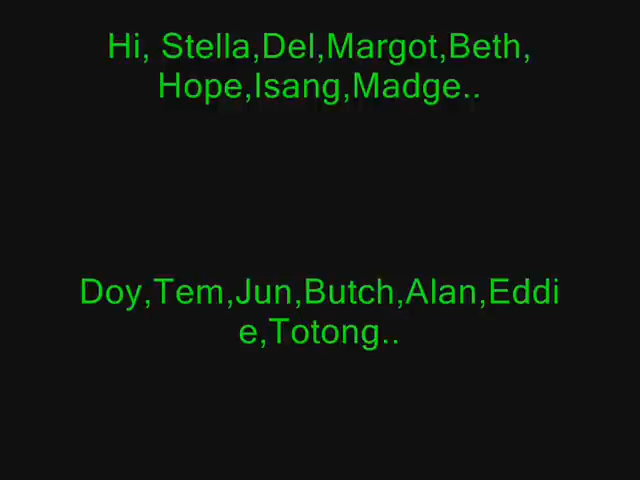 Hi, Stella,Del,Margot,Beth,
Hope,Isang,Madge..
Doy,Tem,Jun,Butch,Alan,Eddi
e,Totong..